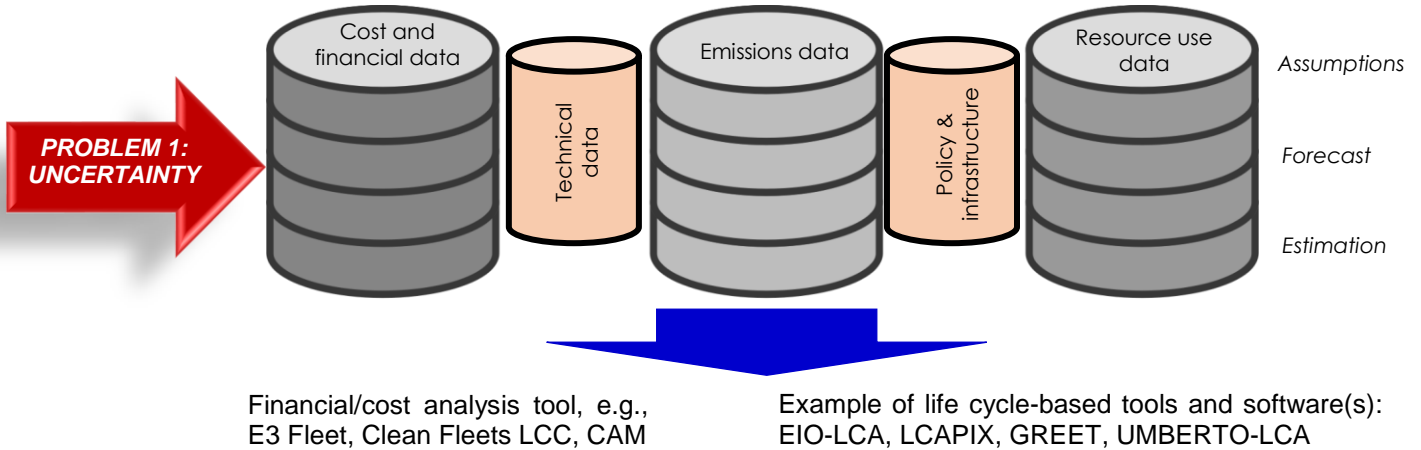 Cost and
financial data
Technical
data
Emissions data
Policy &
infrastructure
Resource use
data
Assumptions
Forecast
Estimation
PROBLEM 1:
UNCERTAINTY
Financial/cost analysis tool, e.g.,
E3 Fleet, Clean Fleets LCC, CAM
Example of life cycle-based tools and software(s):
EIO-LCA, LCAPIX, GREET, UMBERTO-LCA